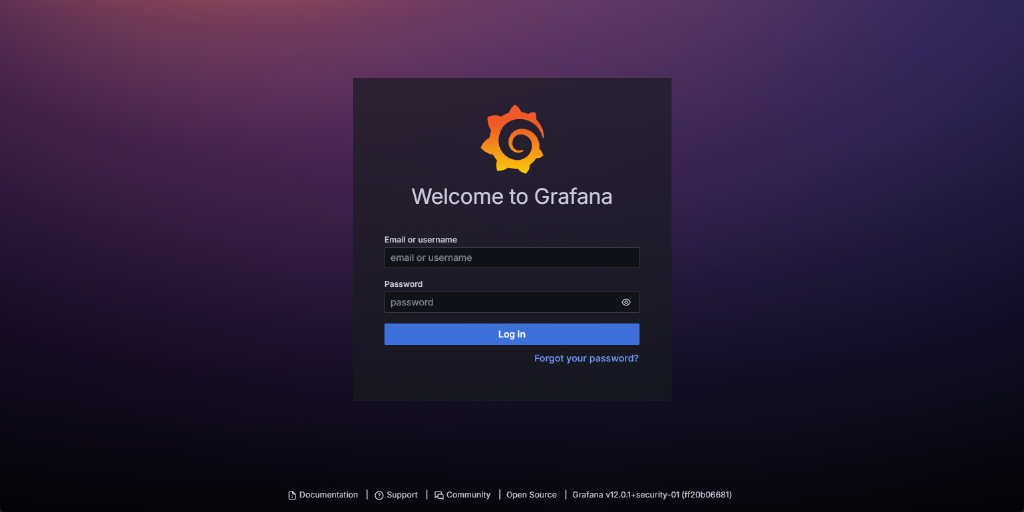 Welcome to Grafana
Email or username
email or username
Password
password
Log in
Forgot your password?
Documentation | Support | Community | Open Source | Grafana v12.0.1+security-01 (ff20b06681)